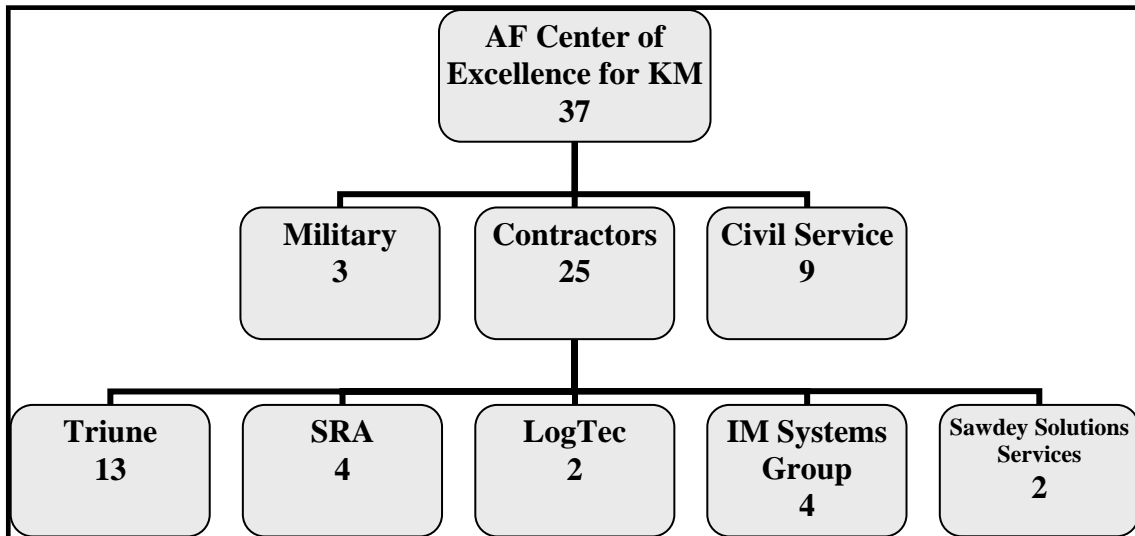 AF Center of
Excellence for KM
37
Military
3
Contractors
25
Civil Service
9
Triune
13
SRA
4
LogTec
2
IM Systems
Group
4
Sawdey Solutions
Services
2